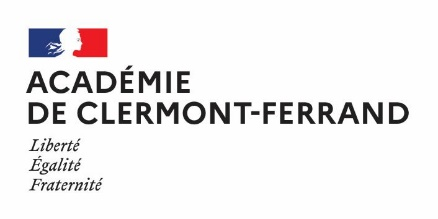 ACADÉMIE
DE CLERMONT-FERRAND
Liberté
Égalité
Fraternité